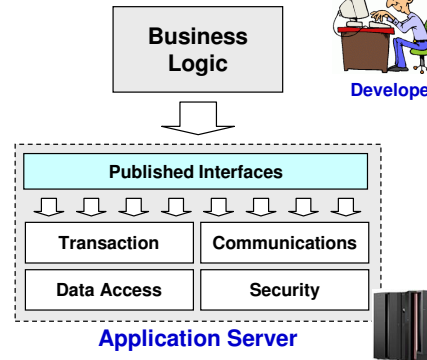 Business
Logic
Develope
Published Interfaces
Transaction
Communications
Data Access
Security
Application Server